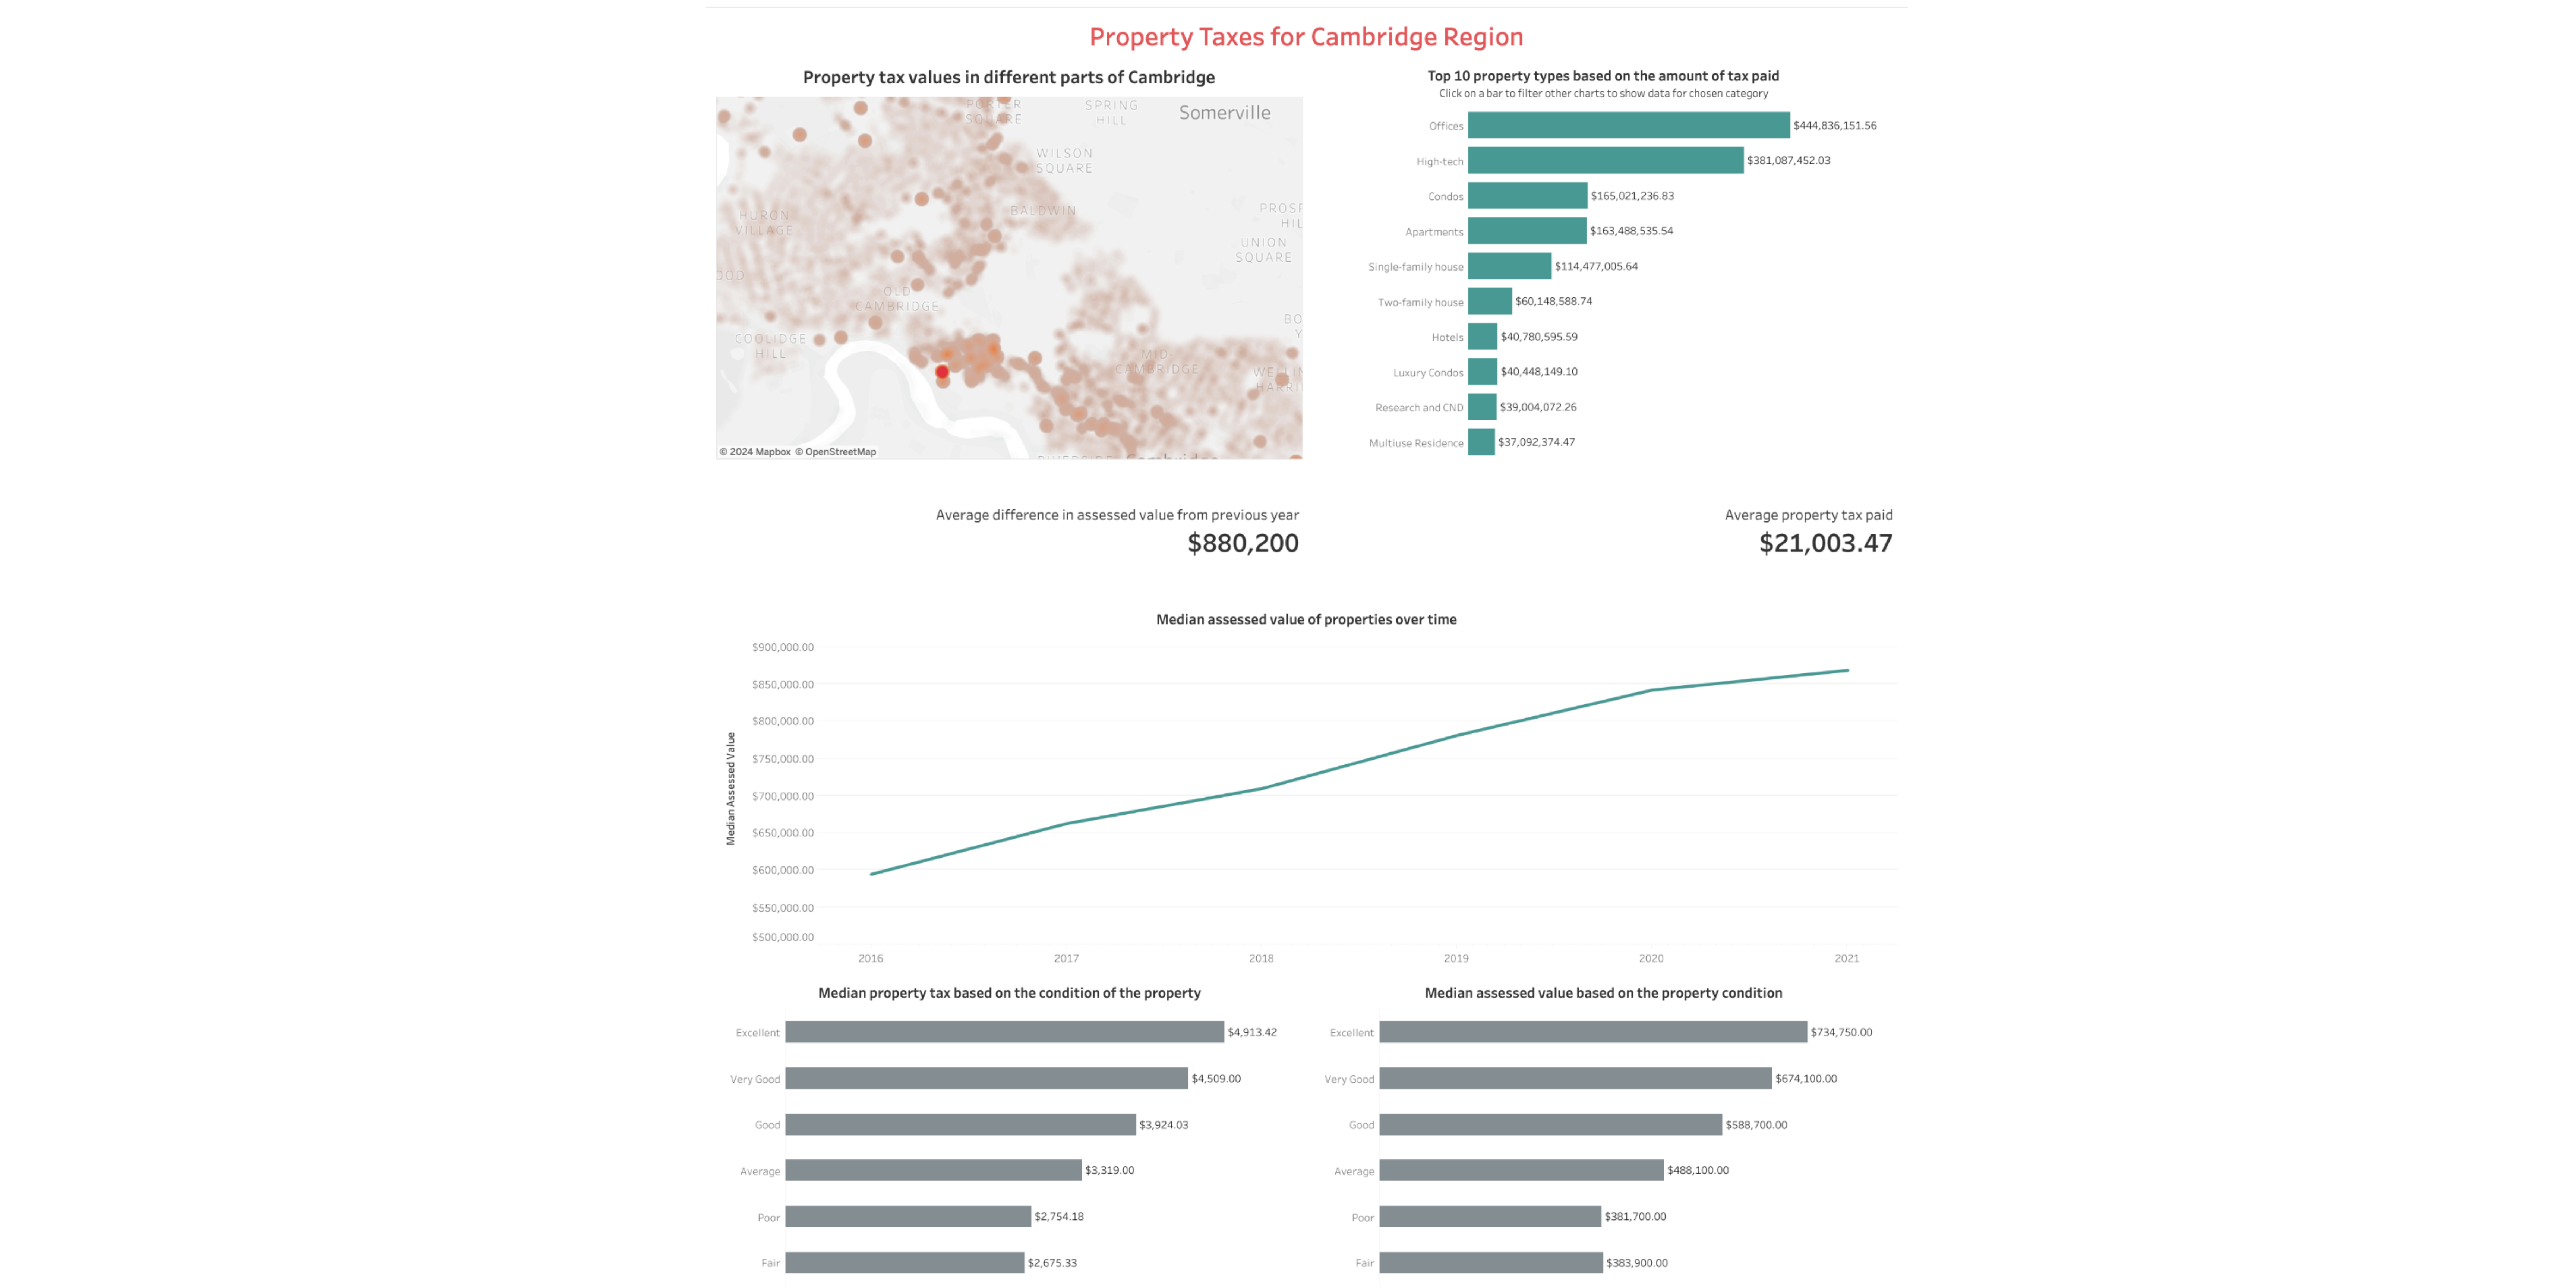 Property Taxes for Cambridge Region
Property tax values in different parts of Cambridge
PORTER
SQUARE
SPRING
HILL
Somerville
WILSON
SQUARE
HURON
VILLAGE
BALDWIN
UNION
SQUARE
OLD
CAMBRIDGE
COOLIDGE
HILL
MID
CAMBRIDGE
© 2024 Mapbox © OpenStreetMap
Top 10 property types based on the amount of tax paid
Click on a bar to filter other charts to show data for chosen category
Offices $444,836,151.56
High-tech $381,087,452.03
Condos $165,021,236.83
Apartments $163,488,535.54
Single-family house $114,477,005.64
Two-family house $60,148,588.74
Hotels $40,780,595.59
Luxury Condos $40,448,149.10
Research and CND $39,004,072.26
Multiuse Residence $37,092,374.47
Average difference in assessed value from previous year
$880,200
Average property tax paid
$21,003.47
Median assessed value of properties over time
Median Assessed Value
$900,000.00
$850,000.00
$800,000.00
$750,000.00
$700,000.00
$650,000.00
$600,000.00
$550,000.00
$500,000.00
2016 2017 2018 2019 2020 2021
Median property tax based on the condition of the property
Excellent $4,913.42
Very Good $4,509.00
Good $3,924.03
Average $3,319.00
Poor $2,754.18
Fair $2,675.33
Median assessed value based on the property condition
Excellent $734,750.00
Very Good $674,100.00
Good $588,700.00
Average $488,100.00
Poor $381,700.00
Fair $383,900.00